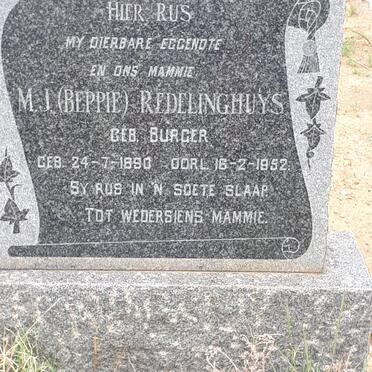 HIER RUS
MY DIERBARE EGGENOTE
EN ONS MAMMIE
M.J. (BEPPIE) REDELINGHUYS
GEB. BURGER
GEB. 24-7-1890 OORL. 16-2-1952
SY RUS IN 'N SOETE SLAAP
TOT WEDERSIENS MAMMIE.